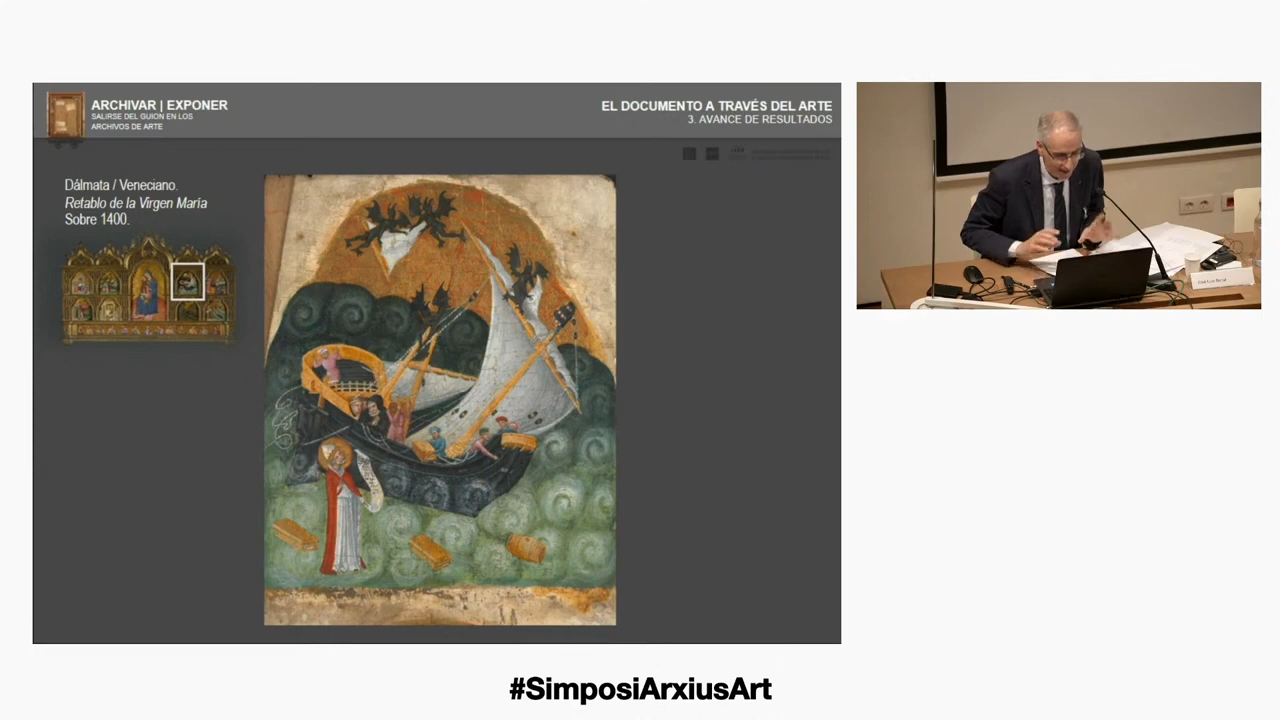 ARCHIVAR | EXPONER
SALIRSE DEL GUION EN LOS
ARCHIVOS DE ARTE
EL DOCUMENTO A TRAVÉS DEL ARTE
3. AVANCE DE RESULTADOS
Dálmata / Veneciano.
Retablo de la Virgen María
Sobre 1400.
#SimposiArxiusArt